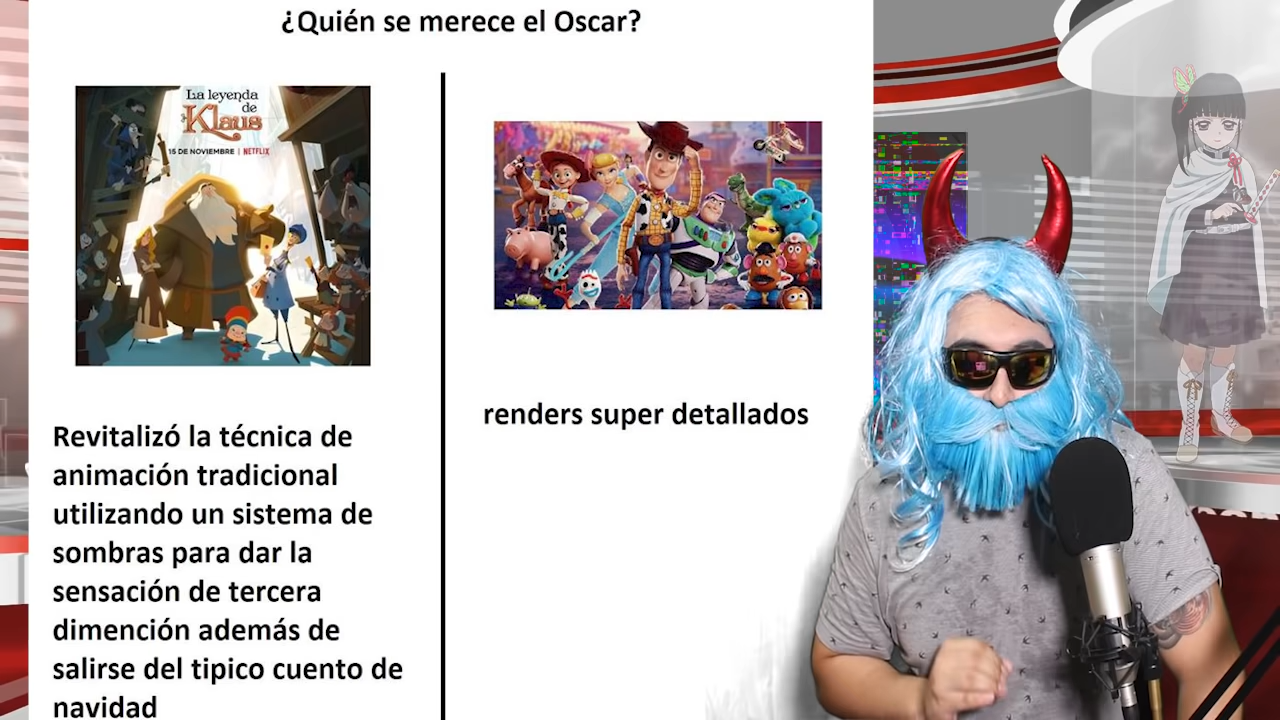 ¿Quién se merece el Oscar?
La leyenda
de
Klaus
15 DE NOVIEMBRE | NETFLIX
Revitalizó la técnica de
animación tradicional
utilizando un sistema de
sombras para dar la
sensación de tercera
dimención además de
salirse del tipico cuento de
navidad
renders super detallados